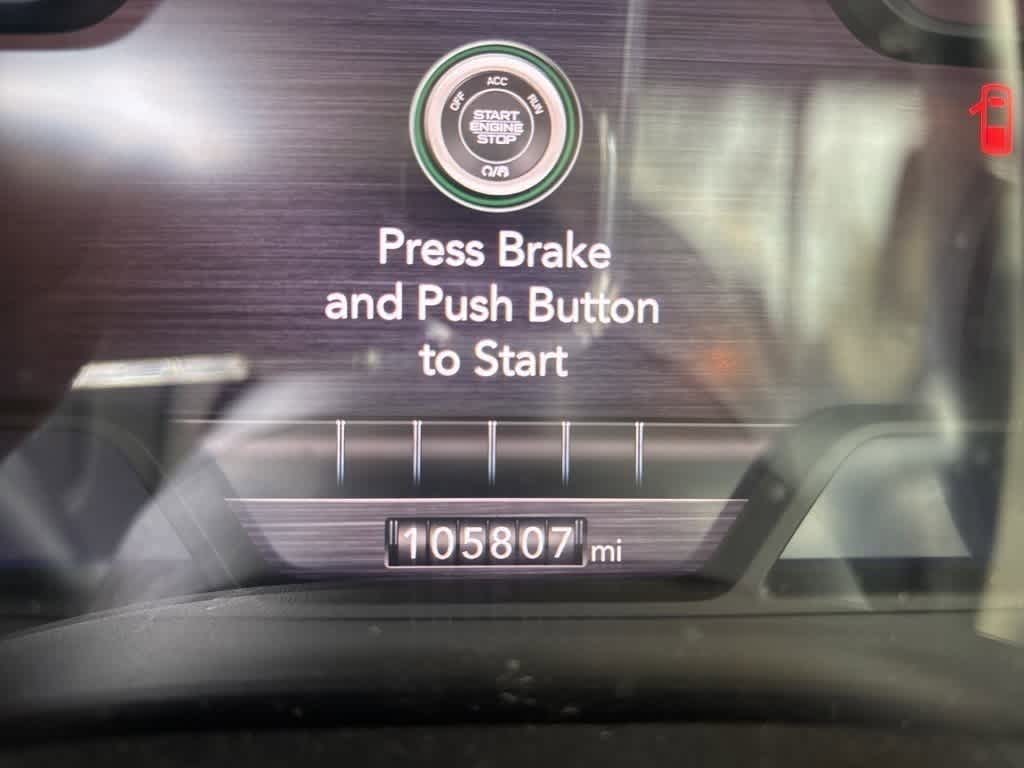 ACC
OFF
RUN
START
ENGINE
STOP
Press Brake
and Push Button
to Start
105807 mi